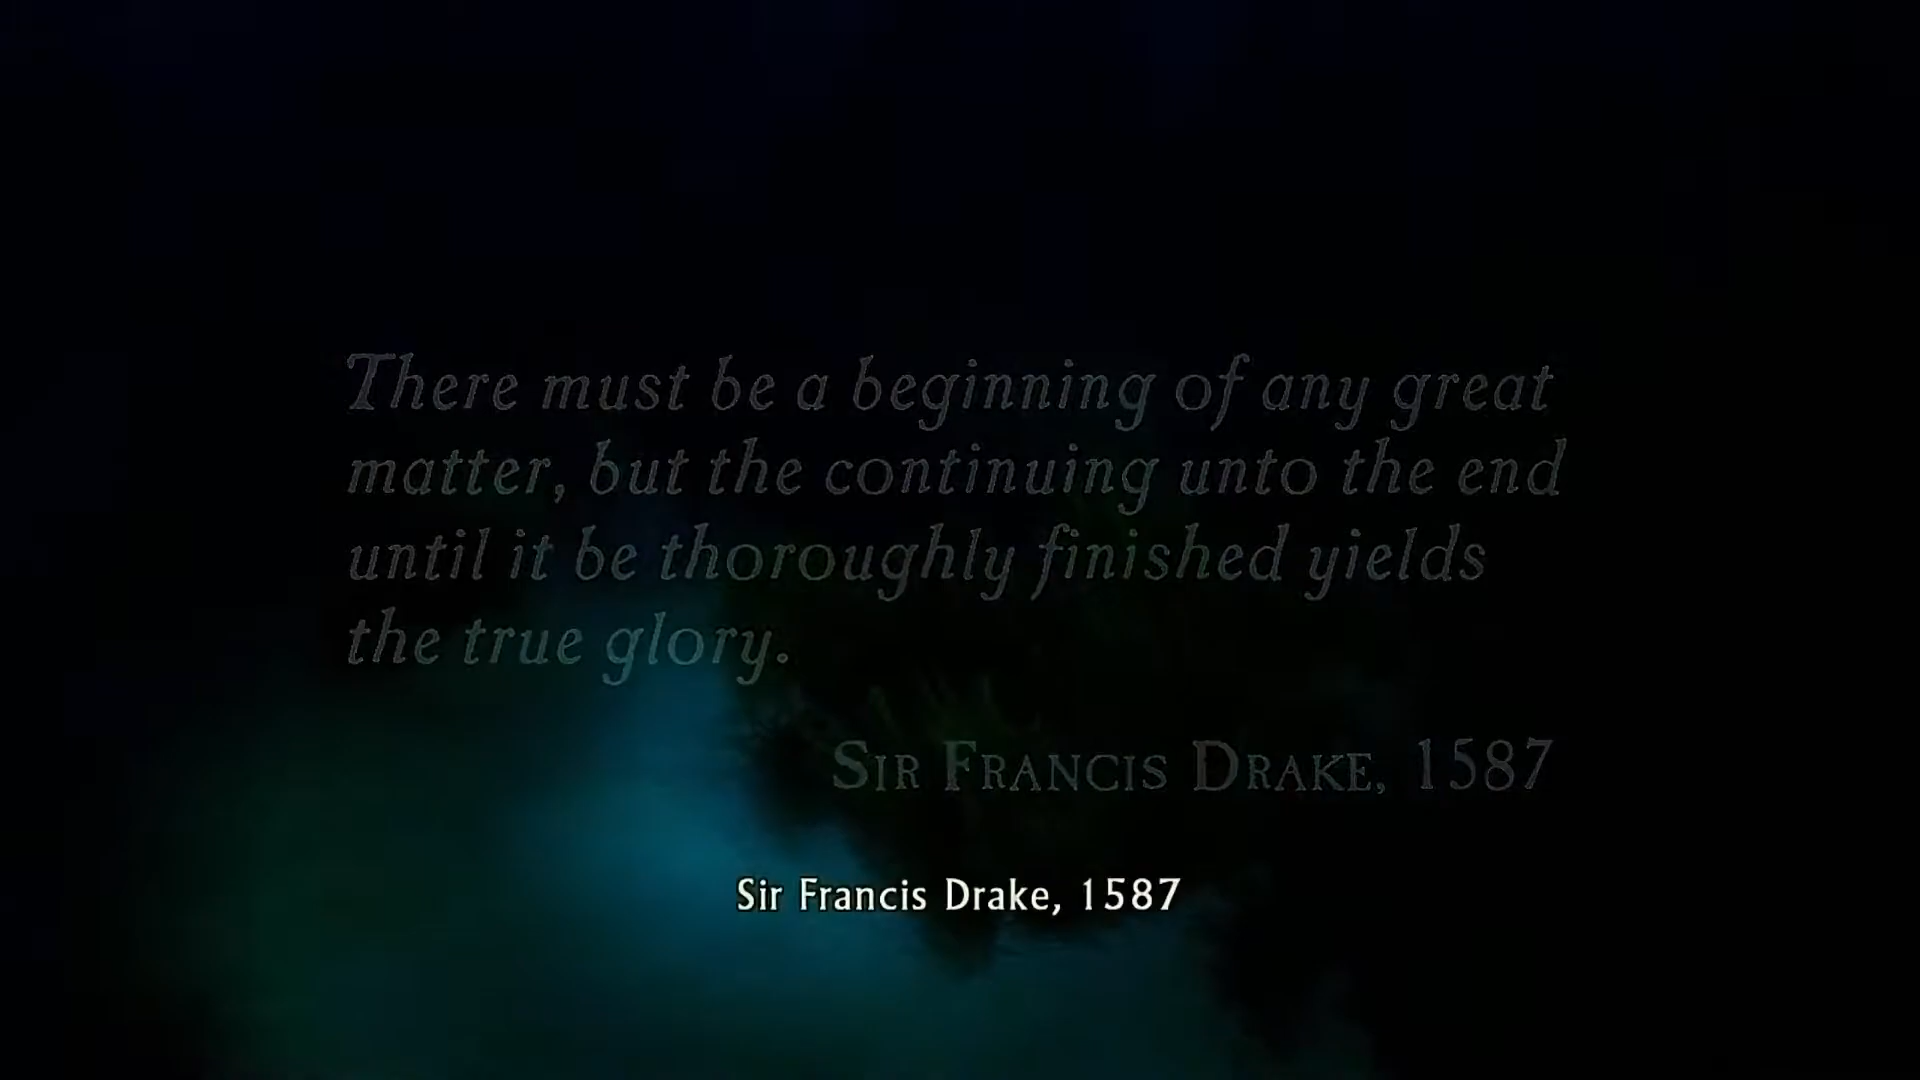 There must be a beginning of any great
matter, but the continuing unto the end
until it be thoroughly finished yields
the true glory.
Sir Francis Drake, 1587
Sir Francis Drake, 1587